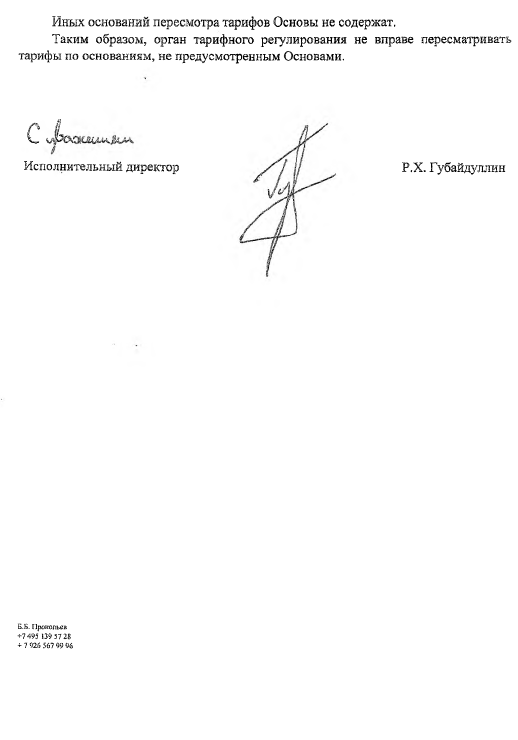 Иных оснований пересмотра тарифов Основы не содержат.
Таким образом, орган тарифного регулирования не вправе пересматривать
тарифы по основаниям, не предусмотренным Основами.
С уважением
Исполнительный директор
Р.Х. Губайдуллин
Б.Б. Прокопьев
+7 495 139 57 28
+ 7 926 567 99 96